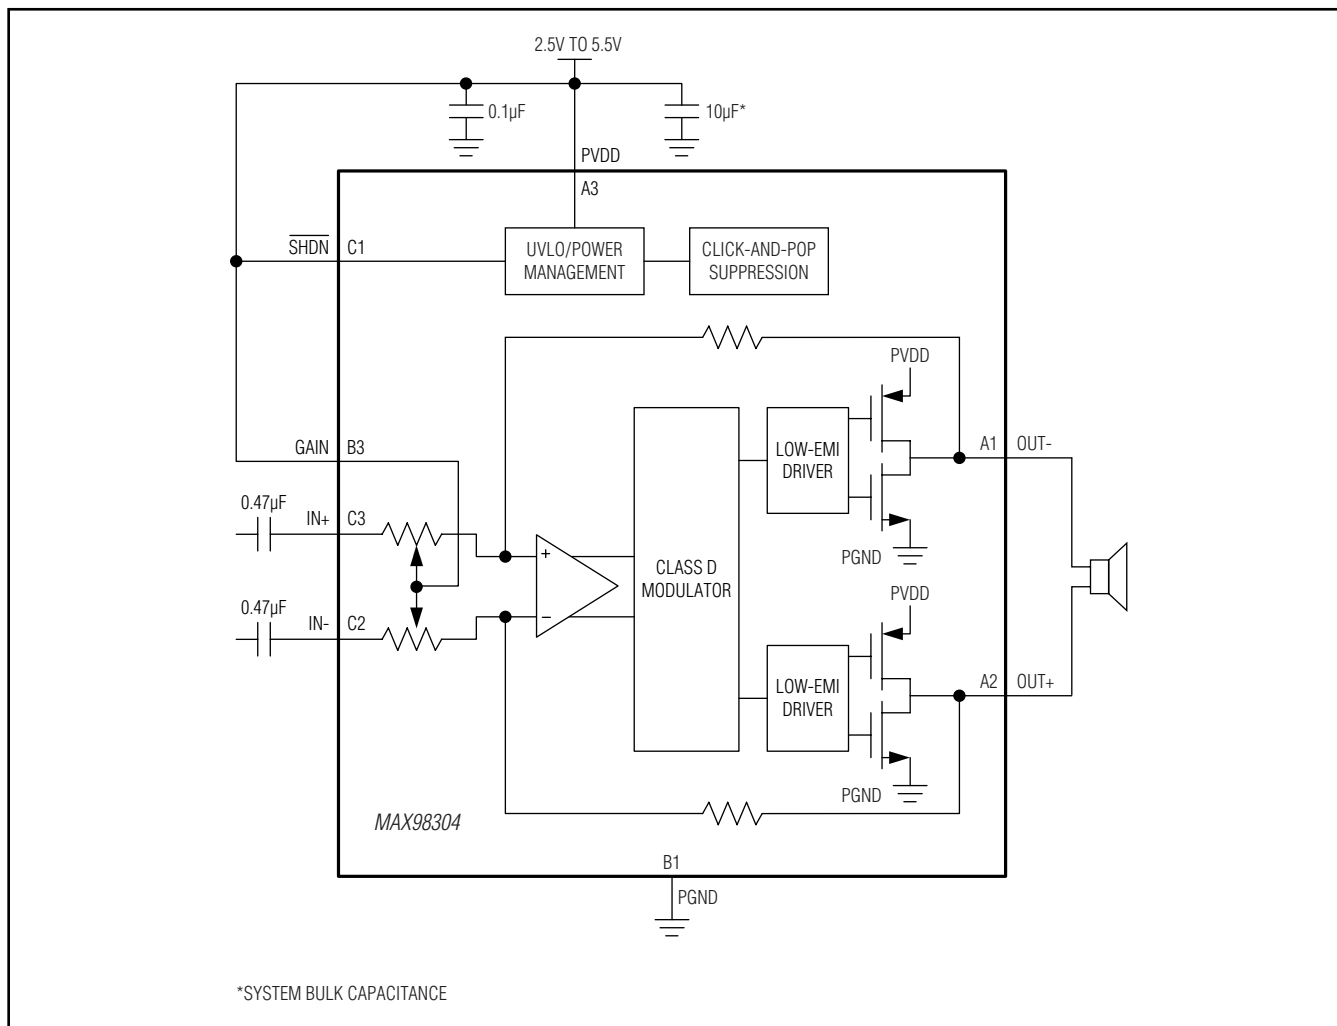 2.5V TO 5.5V
0.1µF
10µF*
PVDD
A3
SHDN
C1
UVLO/POWER
MANAGEMENT
CLICK-AND-POP
SUPPRESSION
PVDD
GAIN
B3
LOW-EMI
DRIVER
A1
OUT-
0.47µF
IN+
C3
+
PGND
CLASS D
MODULATOR
PVDD
0.47µF
IN-
C2
−
LOW-EMI
DRIVER
A2
OUT+
PGND
MAX98304
B1
PGND
*SYSTEM BULK CAPACITANCE